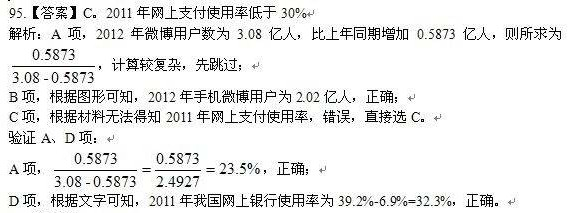 95.【答案】C。2011 年网上支付使用率低于 30%↵
解析：A 项，2012 年微博用户数为 3.08 亿人，比上年同期增加 0.5873 亿人，则所求为
0.5873/(3.08-0.5873)，计算较复杂，先跳过；↵
B 项，根据图形可知，2012 年手机微博用户为 2.02 亿人，正确；↵
C 项，根据材料无法得知 2011 年网上支付使用率，错误，直接选 C。↵
验证 A、D 项：↵
A 项，0.5873/(3.08-0.5873)=0.5873/2.4927=23.5%，正确；↵
D 项，根据文字可知，2011 年我国网上银行使用率为 39.2%-6.9%=32.3%，正确。↵